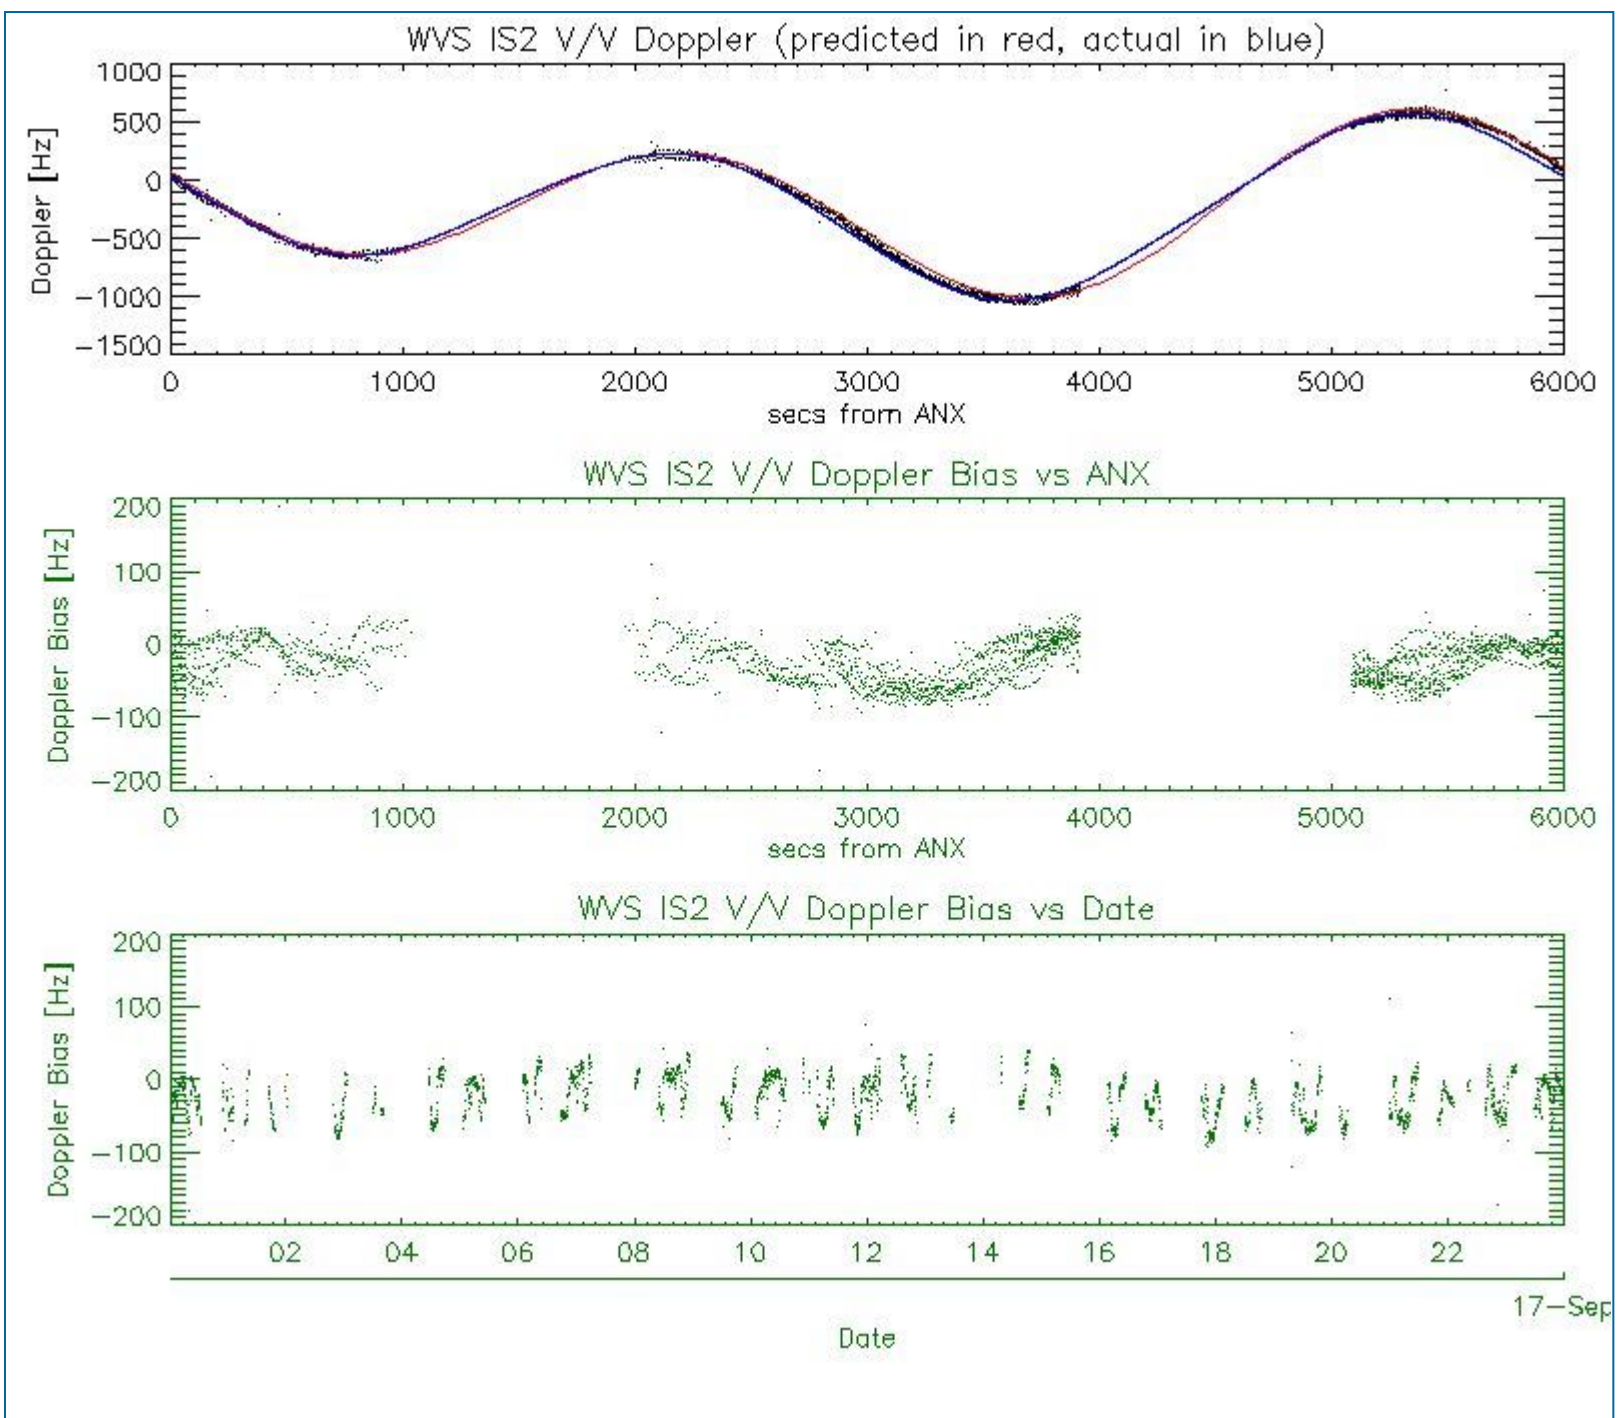 WVS IS2 V/V Doppler (predicted in red, actual in blue)
Doppler [Hz]
1000
500
0
−500
−1000
−1500
0 1000 2000 3000 4000 5000 6000
secs from ANX
WVS IS2 V/V Doppler Bias vs ANX
Doppler Bias [Hz]
200
100
0
−100
−200
0 1000 2000 3000 4000 5000 6000
secs from ANX
WVS IS2 V/V Doppler Bias vs Date
Doppler Bias [Hz]
200
100
0
−100
−200
02 04 06 08 10 12 14 16 18 20 22
17−Sep
Date